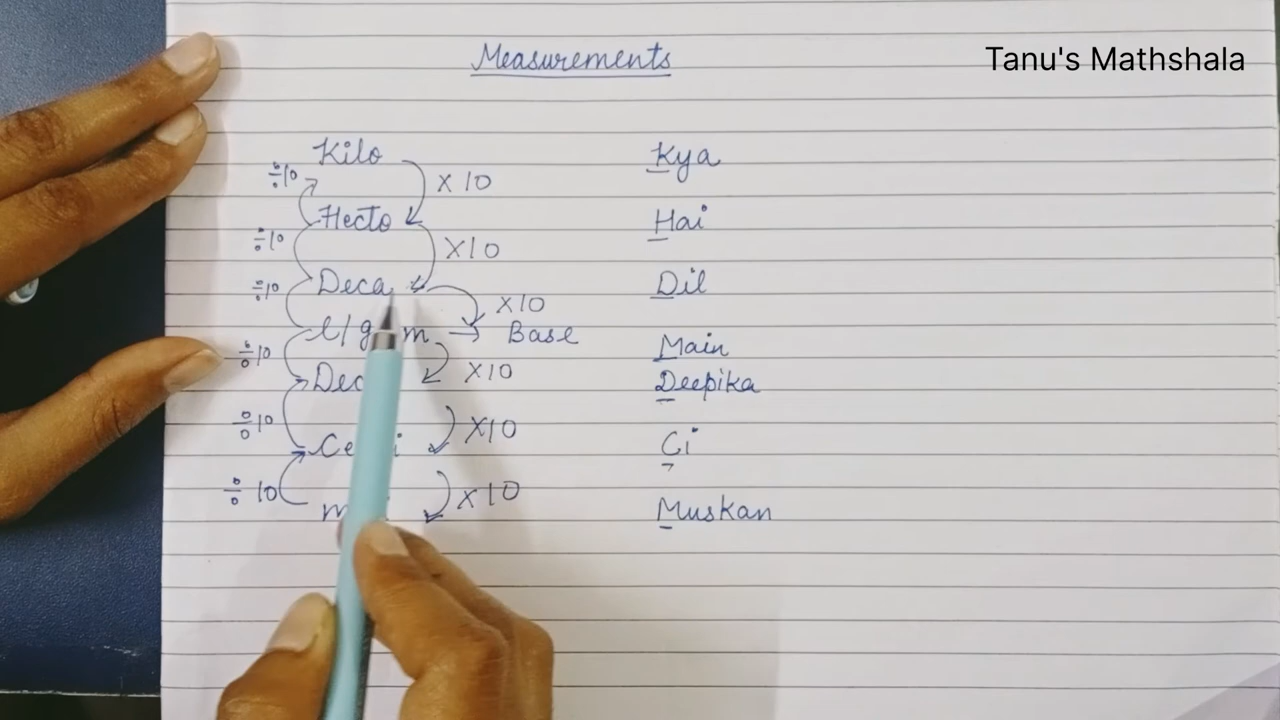 Measurements
Tanu's Mathshala
Kilo
Kya
÷10
X 10
Hecto
Hai
÷10
X10
Deca
Dil
÷10
X10
l/g m → Base
Main
÷10
X10
Deepika
÷10
X10
Ci
÷10
X10
Muskan